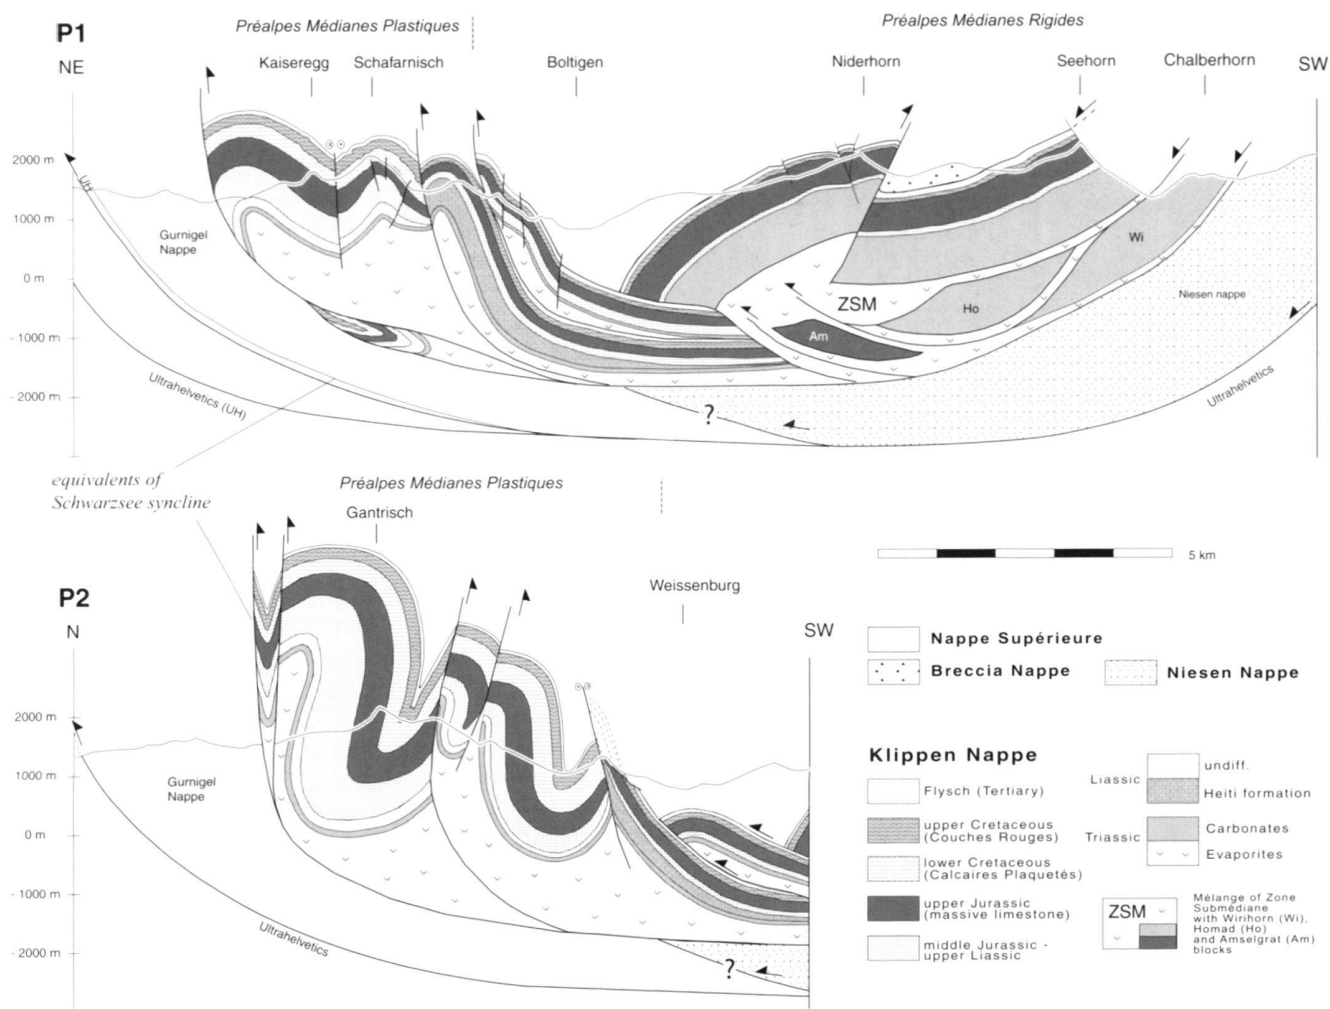 Préalpes Médianes Plastiques
Préalpes Médianes Rigides
P1
NE
Kaiseregg
Schafarnisch
Boltigen
Niderhorn
Seehorn
Chalberhorn
SW
2000 m
1000 m
0 m
- 1000 m
- 2000 m
UH
Gurnigel
Nappe
Ultrahelvetics (UH)
ZSM
Am
Ho
Wi
Niesen nappe
Ultrahelvetics
?
equivalents of
Schwarzsee syncline
Préalpes Médianes Plastiques
Gantrisch
P2
N
Weissenburg
SW
2000 m
1000 m
0 m
- 1000 m
- 2000 m
Gurnigel
Nappe
Ultrahelvetics
?
5 km
Nappe Supérieure
Breccia Nappe
Niesen Nappe
Klippen Nappe
Flysch (Tertiary)
upper Cretaceous
(Couches Rouges)
lower Cretaceous
(Calcaires Plaquetés)
upper Jurassic
(massive limestone)
middle Jurassic -
upper Liassic
Liassic
undiff.
Heiti formation
Triassic
Carbonates
Evaporites
ZSM
Mélange of Zone
Submédiane
with Wirihorn (Wi),
Homad (Ho)
and Amselgrat (Am)
blocks